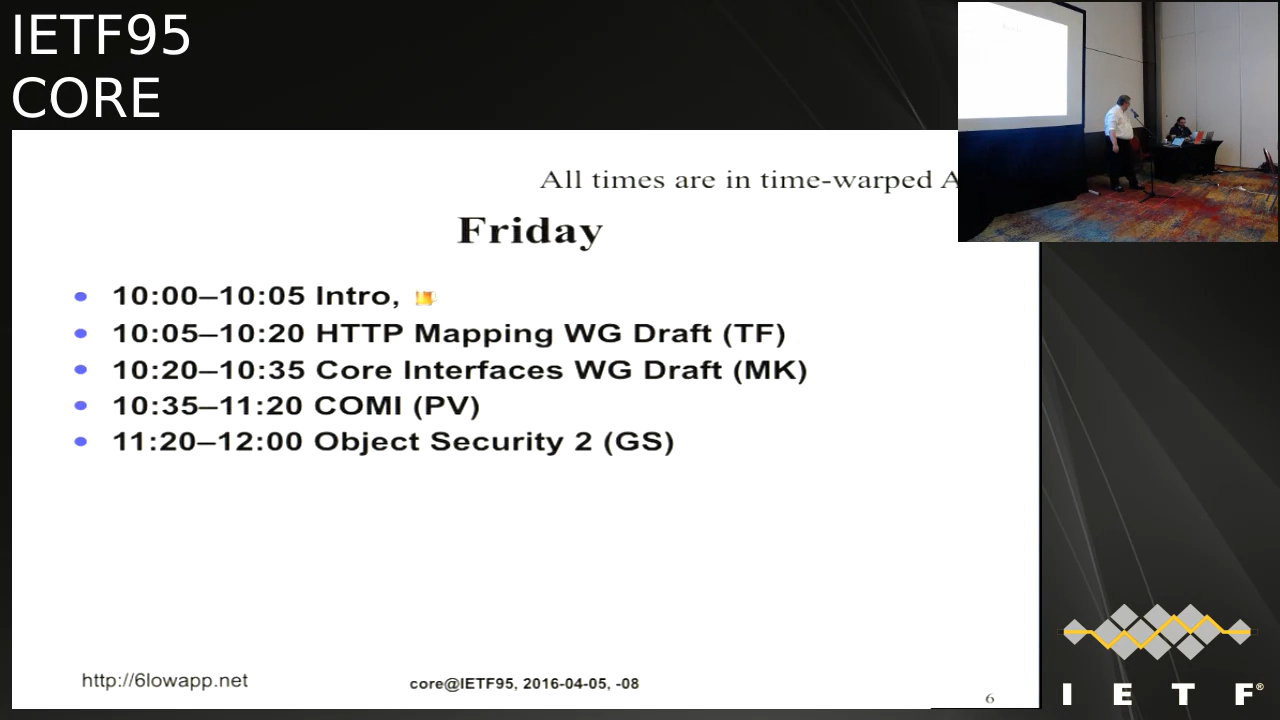 IETF95
CORE
All times are in time-warped A
Friday
10:00–10:05 Intro,
10:05–10:20 HTTP Mapping WG Draft (TF)
10:20–10:35 Core Interfaces WG Draft (MK)
10:35–11:20 COMI (PV)
11:20–12:00 Object Security 2 (GS)
http://6lowapp.net
core@IETF95, 2016-04-05, -08
6
I E T F®